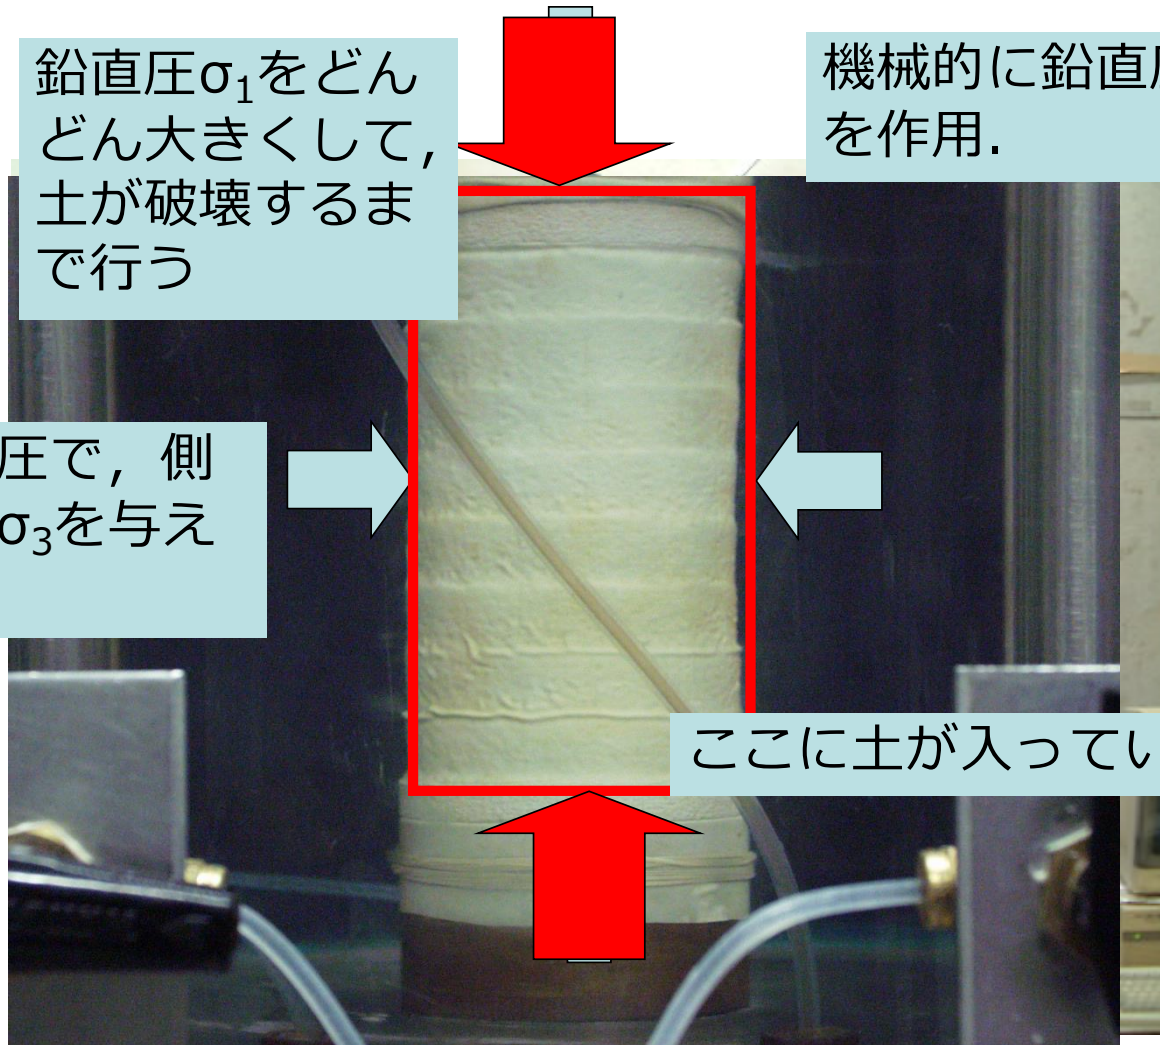 鉛直圧σ₁をどん
どん大きくして,
土が破壊するま
で行う
機械的に鉛直
を作用.
圧で，側
σ₃を与え
ここに土が入ってい